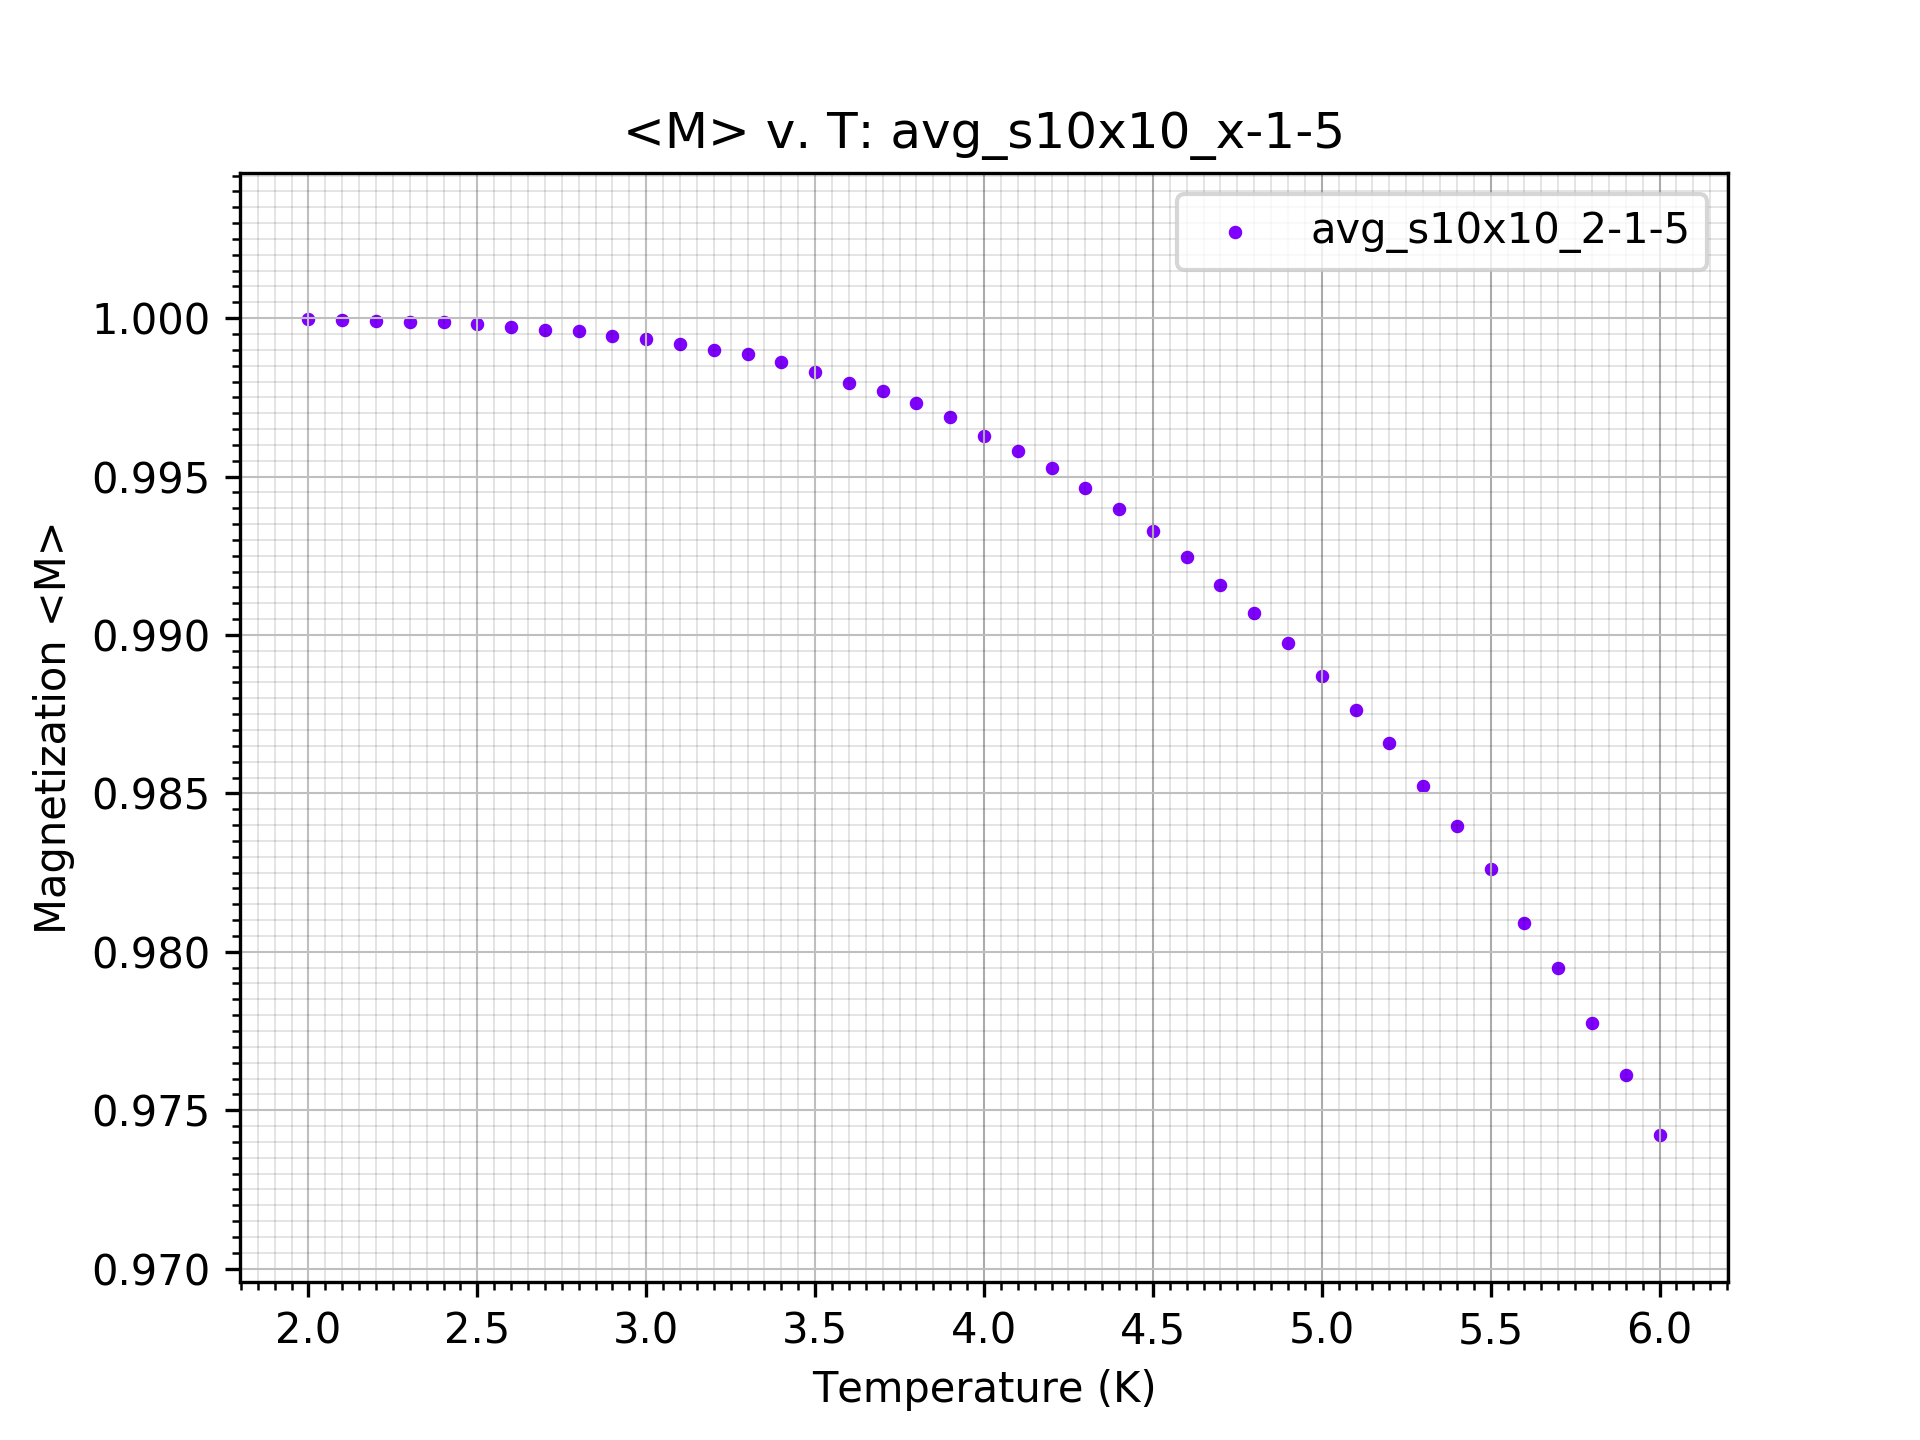 <M> v. T: avg_s10x10_x-1-5
avg_s10x10_2-1-5
Magnetization <M>
1.000
0.995
0.990
0.985
0.980
0.975
0.970
2.0 2.5 3.0 3.5 4.0 4.5 5.0 5.5 6.0
Temperature (K)